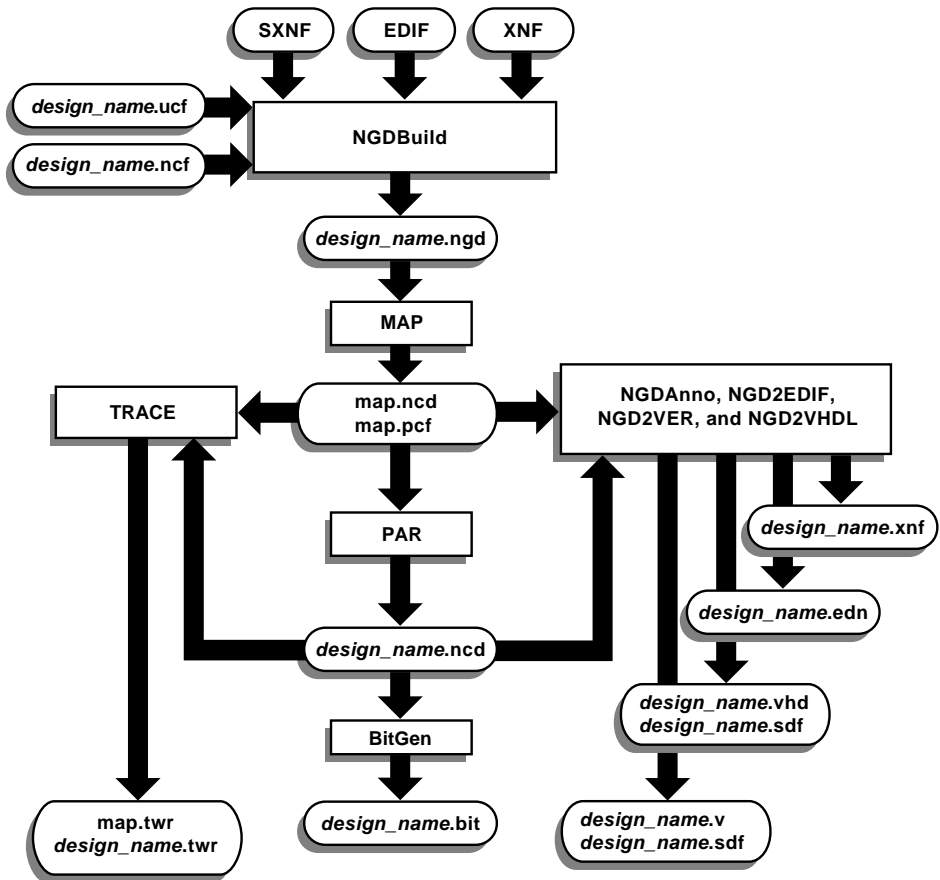 SXNF
EDIF
XNF
design_name.ucf
NGDBuild
design_name.ncf
design_name.ngd
MAP
TRACE
map.ncd
map.pcf
NGDAnno, NGD2EDIF,
NGD2VER, and NGD2VHDL
PAR
design_name.xnf
design_name.edn
design_name.ncd
design_name.vhd
design_name.sdf
BitGen
map.twr
design_name.twr
design_name.bit
design_name.v
design_name.sdf